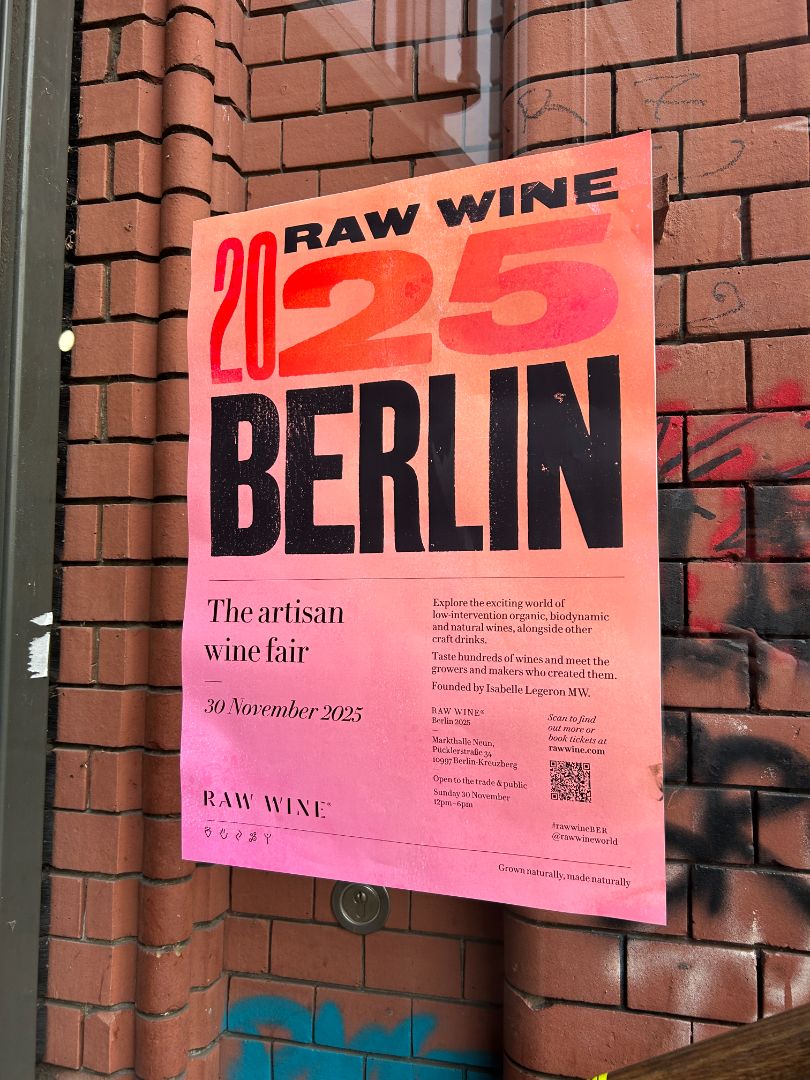 RAW WINE
2025
BERLIN
The artisan
wine fair
30 November 2025
RAW WINE®
Explore the exciting world of
low-intervention organic, biodynamic
and natural wines, alongside other
craft drinks.
Taste hundreds of wines and meet the
growers and makers who created them.
Founded by Isabelle Legeron MW.
RAW WINE®
Berlin 2025
Markthalle Neun,
Pücklerstraße 34
10997 Berlin-Kreuzberg
Open to the trade & public
Sunday 30 November
12pm–6pm
Scan to find
out more or
book tickets at
rawwine.com
#rawwineBER
@rawwineworld
Grown naturally, made naturally